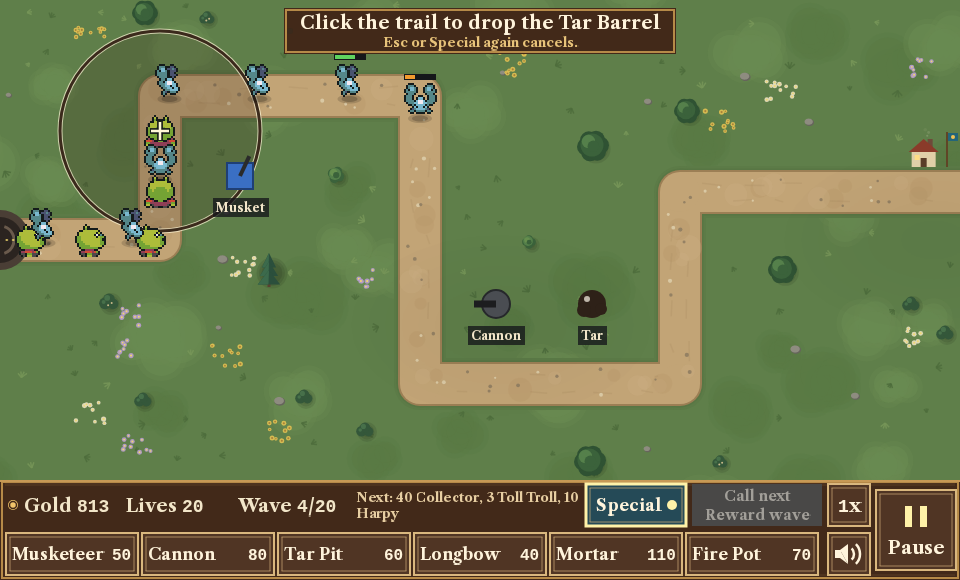 Click the trail to drop the Tar Barrel
Esc or Special again cancels.
Musket
Cannon
Tar
Gold 813 Lives 20 Wave 4/20
Next: 40 Collector, 3 Toll Troll, 10
Harpy
Special
Call next
Reward wave
1x
Pause
Musketeer 50
Cannon 80
Tar Pit 60
Longbow 40
Mortar 110
Fire Pot 70